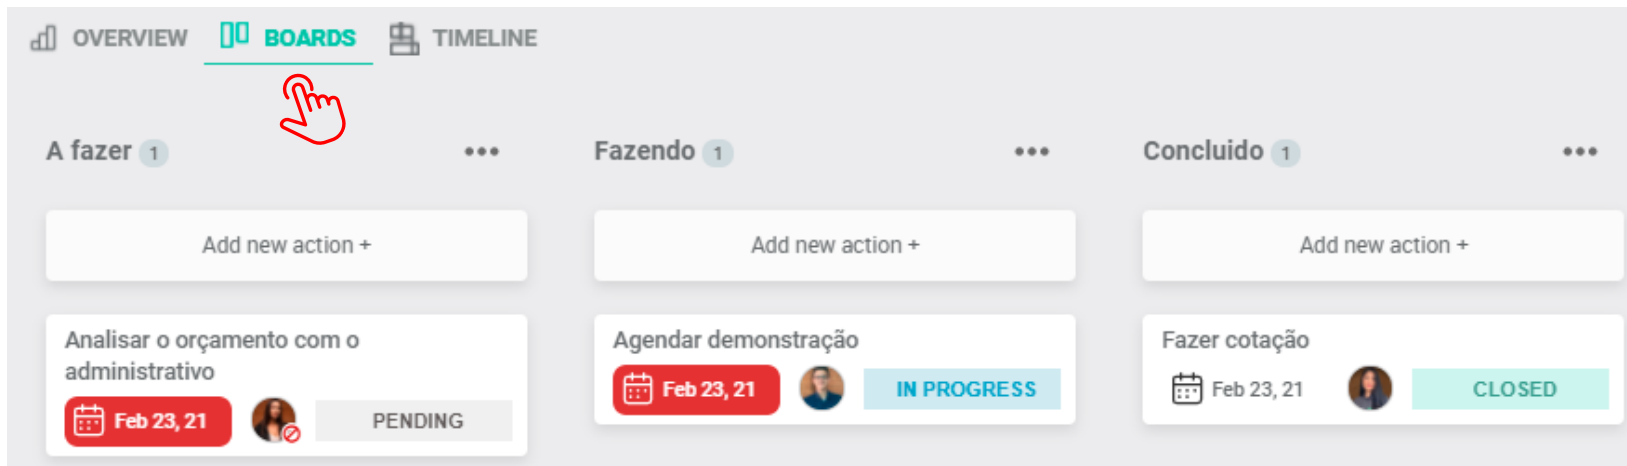 OVERVIEW BOARDS TIMELINE
A fazer 1 ••• Fazendo 1 ••• Concluido 1 •••
Add new action + Add new action + Add new action +
Analisar o orçamento com o
administrativo
Feb 23, 21 PENDING
Agendar demonstração
Feb 23, 21 IN PROGRESS
Fazer cotação
Feb 23, 21 CLOSED